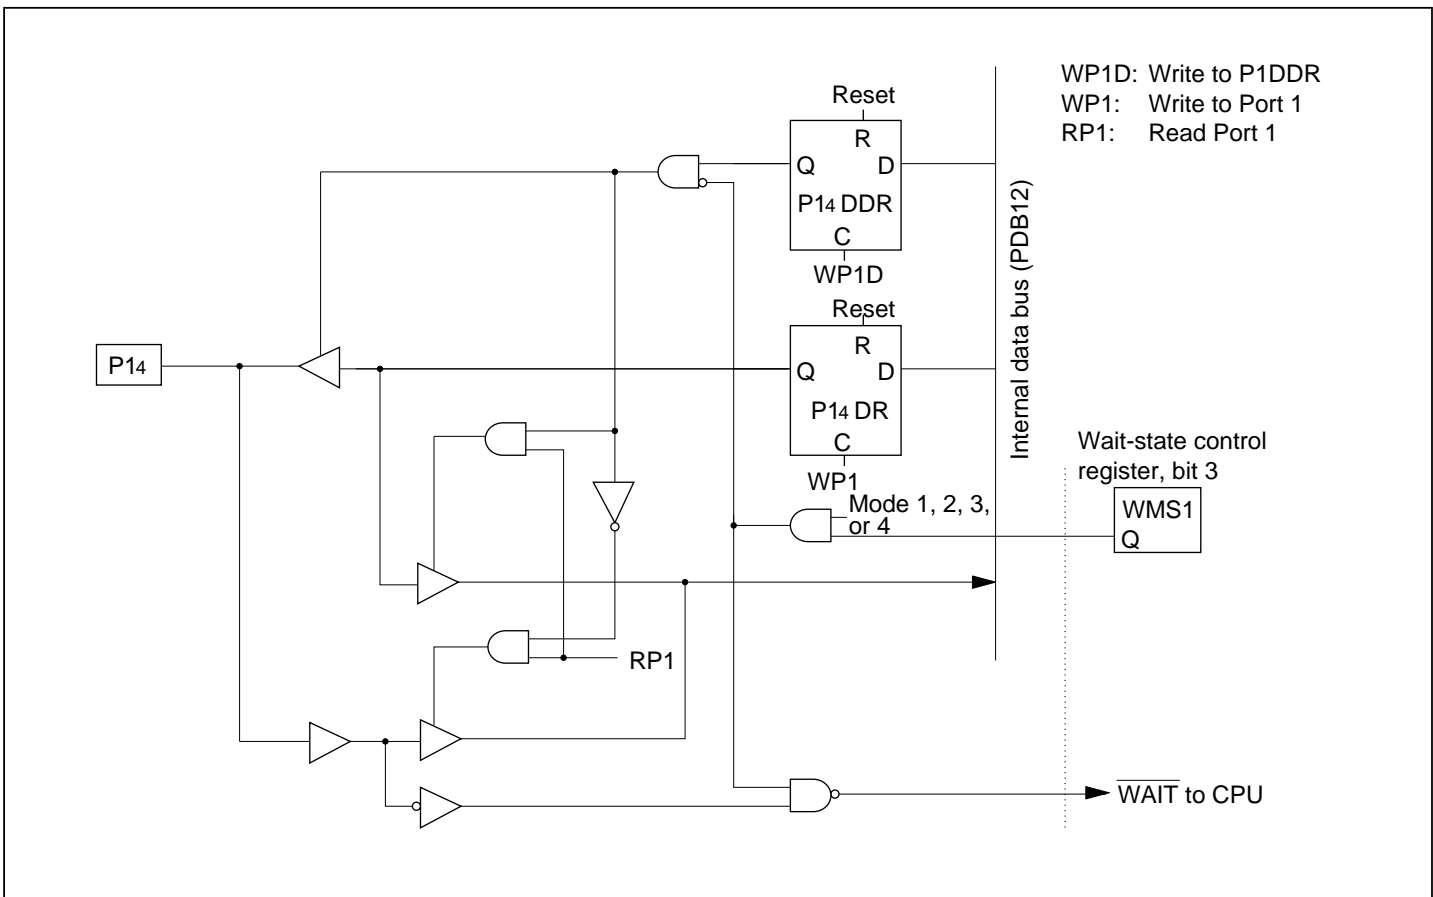 WP1D: Write to P1DDR
WP1: Write to Port 1
RP1: Read Port 1
Reset
R
Q D
P14 DDR
C
WP1D
Internal data bus (PDB12)
Reset
R
Q D
P14 DR
C
WP1
P14
Mode 1, 2, 3,
or 4
Wait-state control
register, bit 3
WMS1
Q
RP1
WAIT to CPU